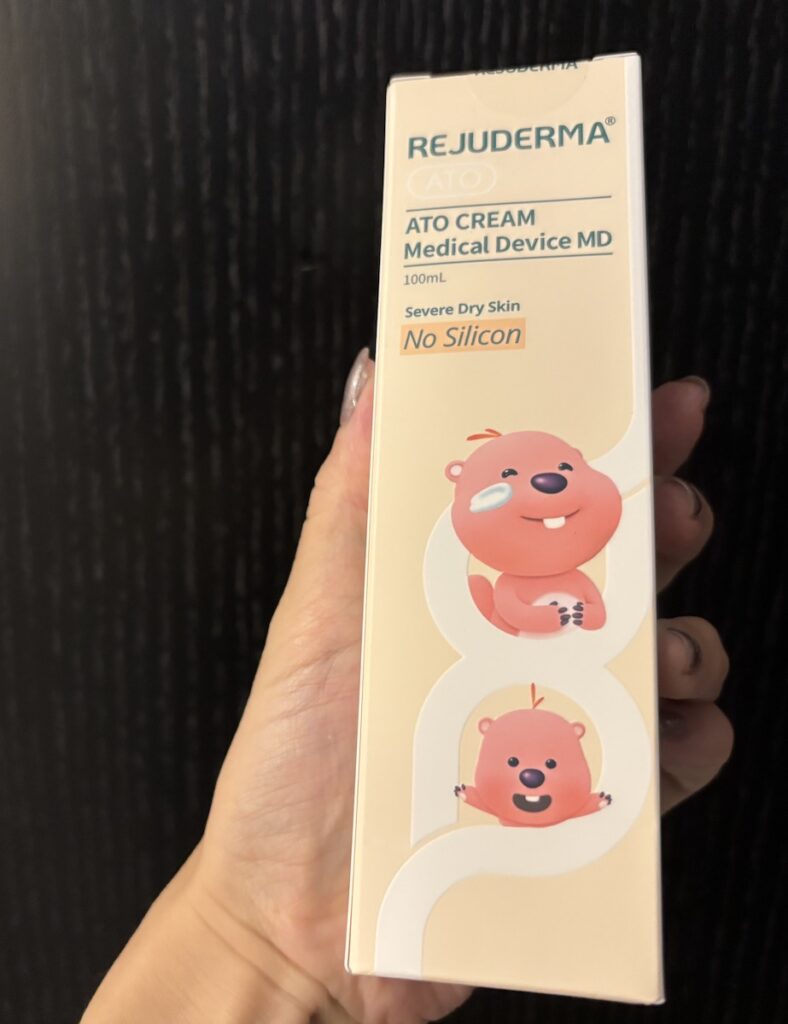 REJUDERMA
REJUDERMA®
ATO
ATO CREAM
Medical Device MD
100mL
Severe Dry Skin
No Silicon